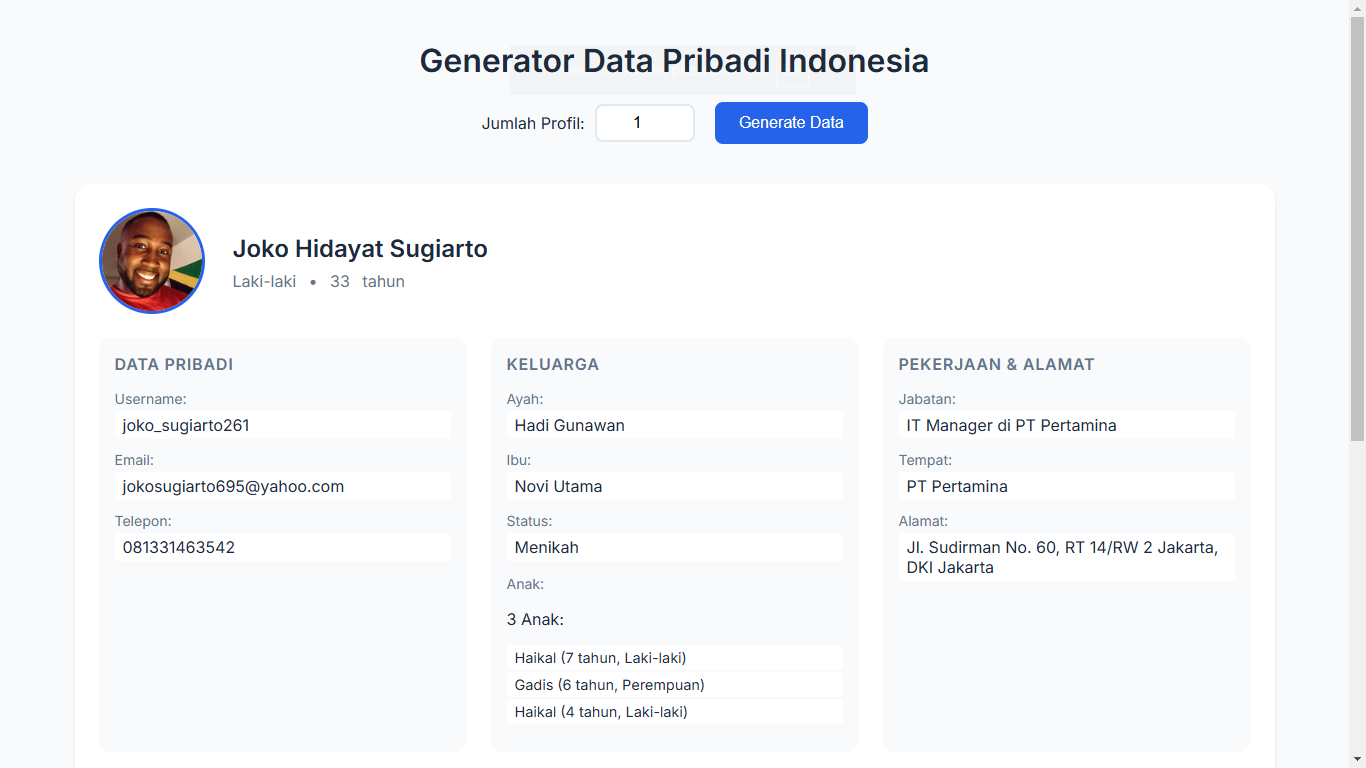 Generator Data Pribadi Indonesia
Jumlah Profil: 1 Generate Data
Joko Hidayat Sugiarto
Laki-laki • 33 tahun
DATA PRIBADI
Username:
joko_sugiarto261
Email:
jokosugiarto695@yahoo.com
Telepon:
081331463542
KELUARGA
Ayah:
Hadi Gunawan
Ibu:
Novi Utama
Status:
Menikah
Anak:
3 Anak:
Haikal (7 tahun, Laki-laki)
Gadis (6 tahun, Perempuan)
Haikal (4 tahun, Laki-laki)
PEKERJAAN & ALAMAT
Jabatan:
IT Manager di PT Pertamina
Tempat:
PT Pertamina
Alamat:
Jl. Sudirman No. 60, RT 14/RW 2 Jakarta,
DKI Jakarta